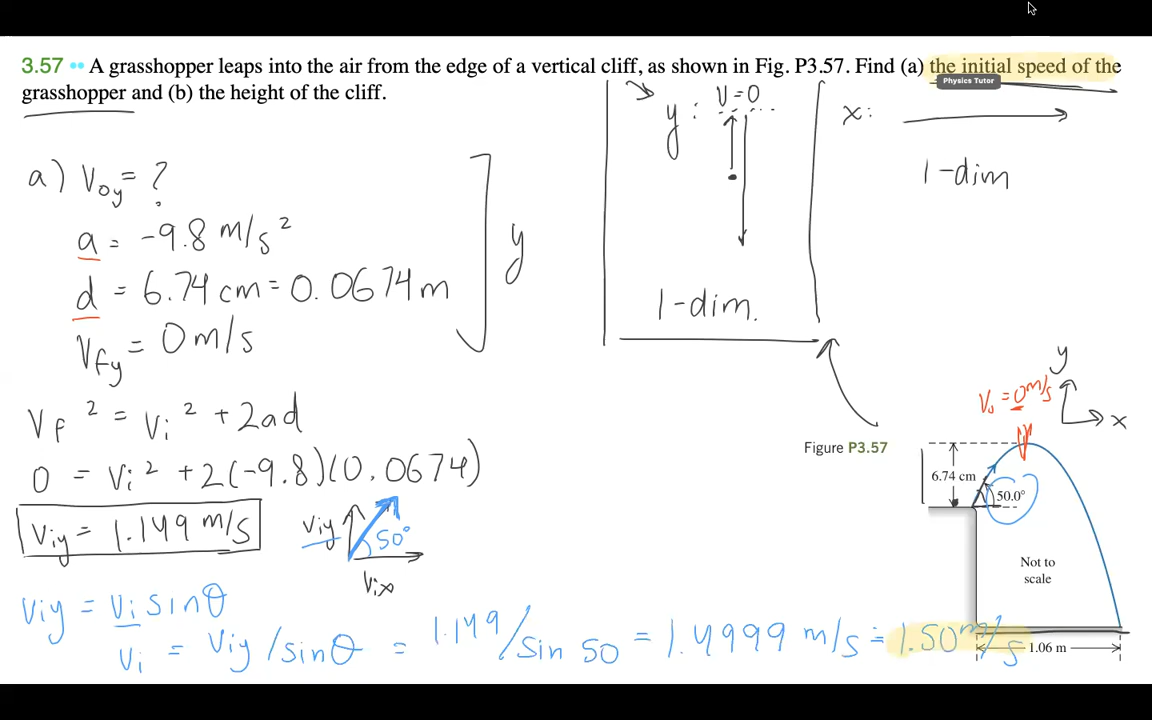 3.57 •• A grasshopper leaps into the air from the edge of a vertical cliff, as shown in Fig. P3.57. Find (a) the initial speed of the
grasshopper and (b) the height of the cliff.
Physics Tutor
y: V=0
1-dim.
x:
1-dim
a) Voy = ?
a = -9.8 m/s²
d = 6.74 cm = 0.0674 m
Vfy = 0 m/s
y
Vf² = Vi² + 2ad
0 = Vi² + 2(-9.8)(0.0674)
Viy = 1.149 m/s
Viy
50°
Vix
Viy = Vi sinθ
Vi = Viy/sinθ = 1.149/sin 50 = 1.4999 m/s = 1.50 m/s
y
x
V = 0 m/s
Figure P3.57
6.74 cm
50.0°
Not to
scale
1.06 m